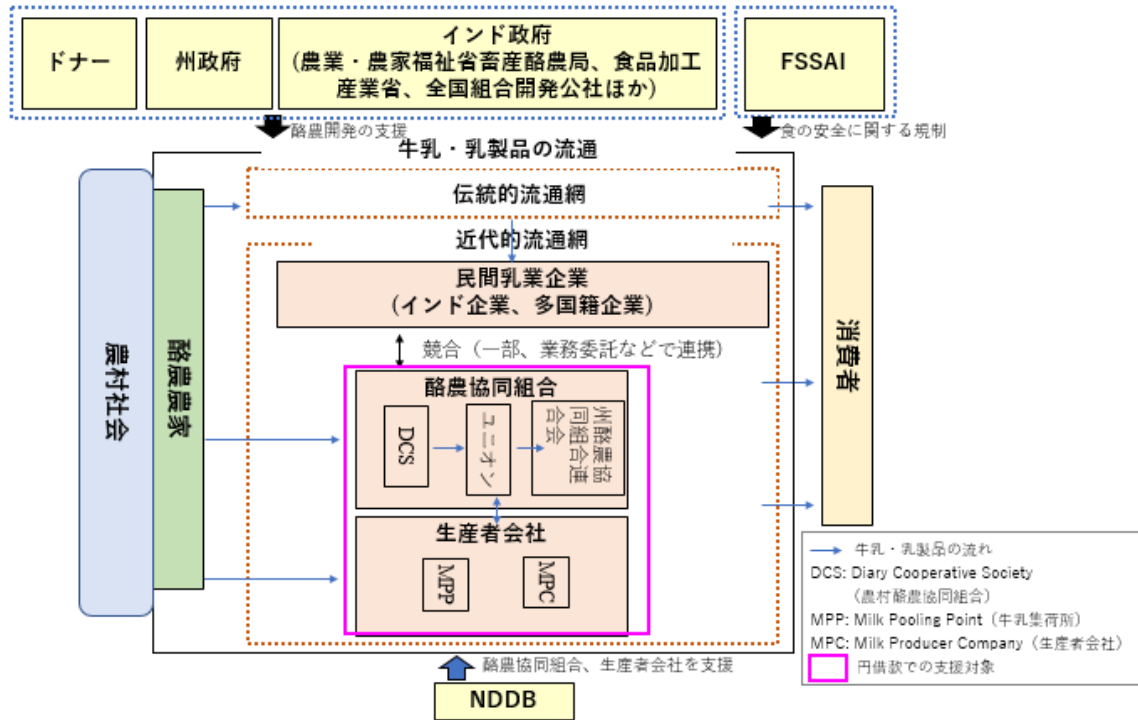 ドナー
州政府
インド政府
(農業・農家福祉省畜産酪農局、食品加工
産業省、全国組合開発公社ほか)
FSSAI
酪農開発の支援
食の安全に関する規制
牛乳・乳製品の流通
伝統的流通網
近代的流通網
民間乳業企業
(インド企業、多国籍企業)
競合（一部、業務委託などで連携）
農村社会
酪農農家
消費者
酪農協同組合
DCS
ユニオン
州酪農協
同組合連
合会
生産者会社
MPP
MPC
酪農協同組合、生産者会社を支援
NDDB
牛乳・乳製品の流れ
DCS: Diary Cooperative Society
（農村酪農協同組合）
MPP: Milk Pooling Point（牛乳集荷所）
MPC: Milk Producer Company（生産者会社）
円借款での支援対象